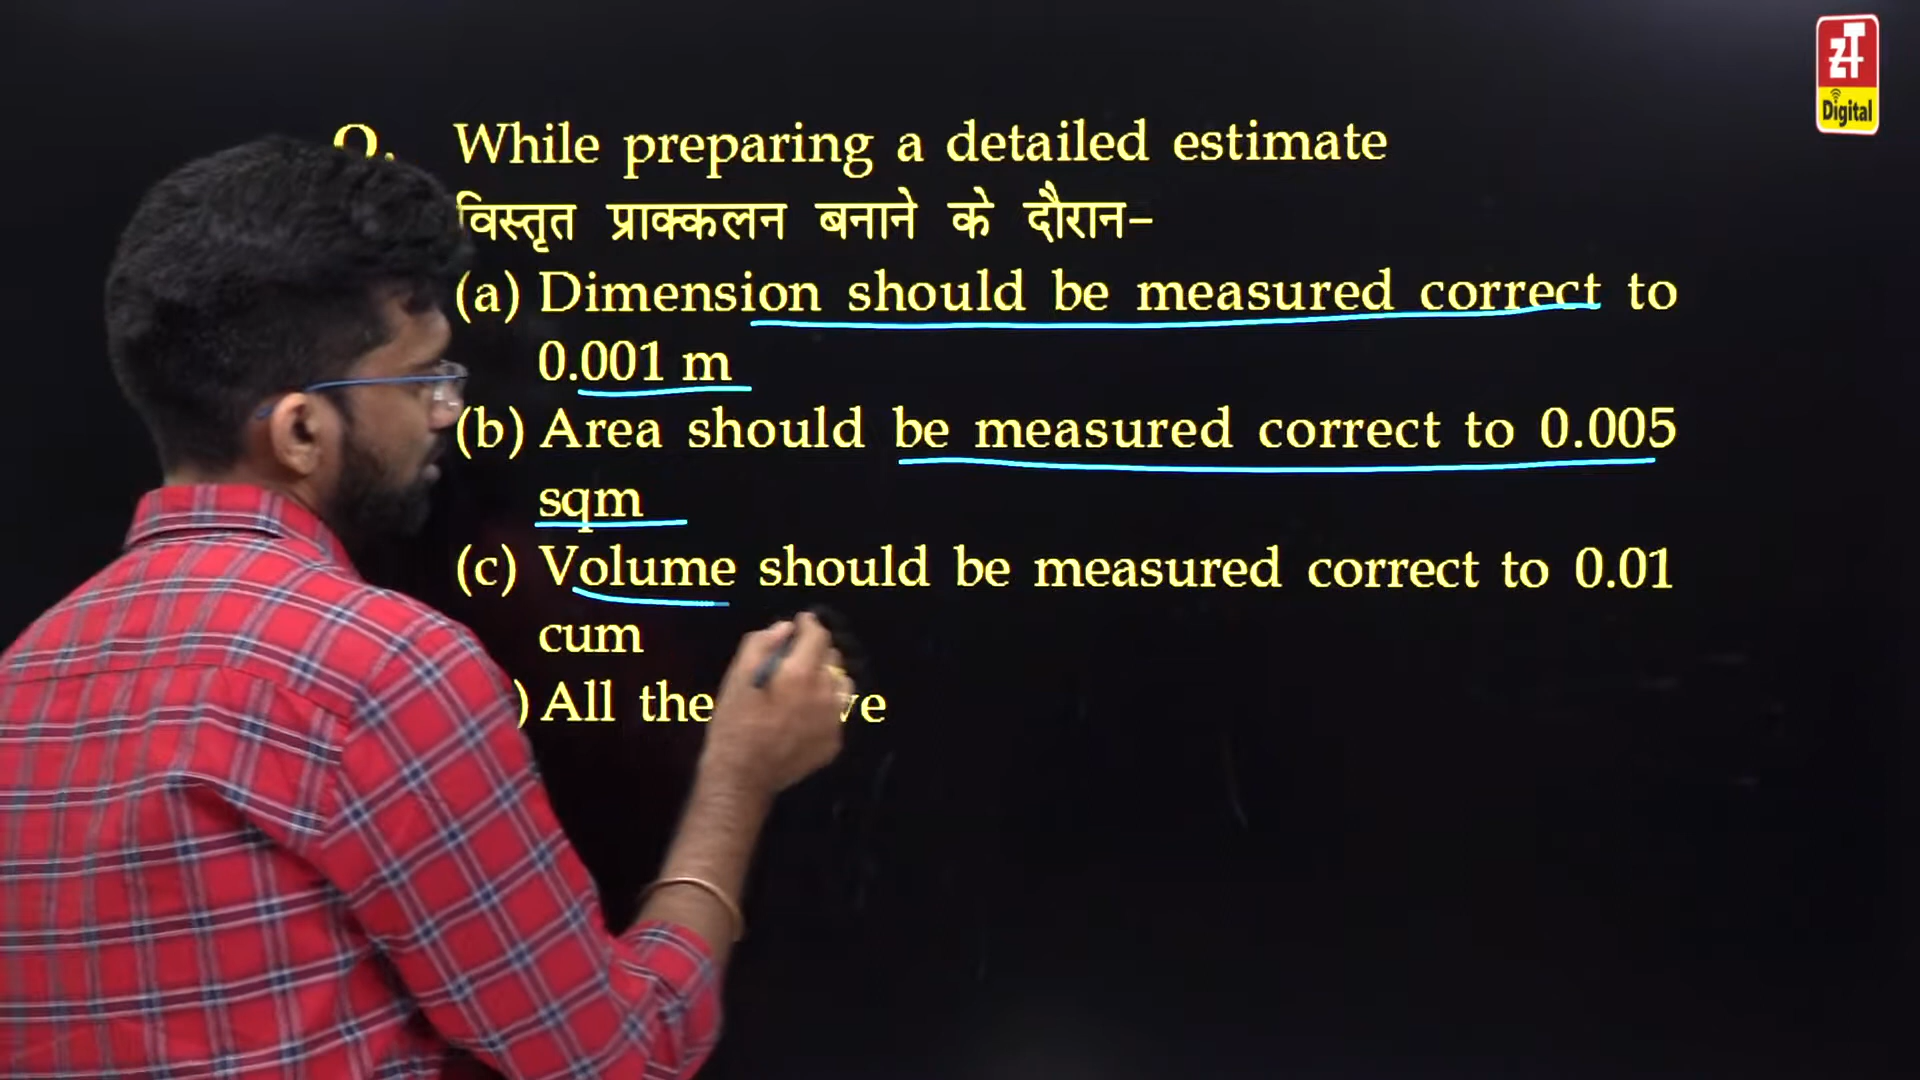 ZT
Digital
Q. While preparing a detailed estimate
विस्तृत प्राक्कलन बनाने के दौरान–
(a) Dimension should be measured correct to
0.001 m
(b) Area should be measured correct to 0.005
sqm
(c) Volume should be measured correct to 0.01
cum
) All the